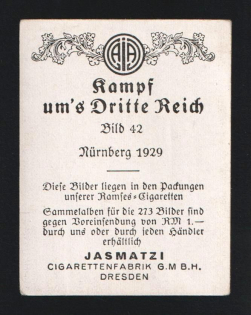 AJA
Kampf
um's Dritte Reich
Bild 42
Nürnberg 1929
Diese Bilder liegen in den Packungen
unserer Ramses-Cigaretten
Sammelalben für die 273 Bilder sind
gegen Voreinsendung von RM 1.—
durch uns oder durch jeden Händler
erhältlich
JASMATZI
CIGARETTENFABRIK G.M.B.H.
DRESDEN